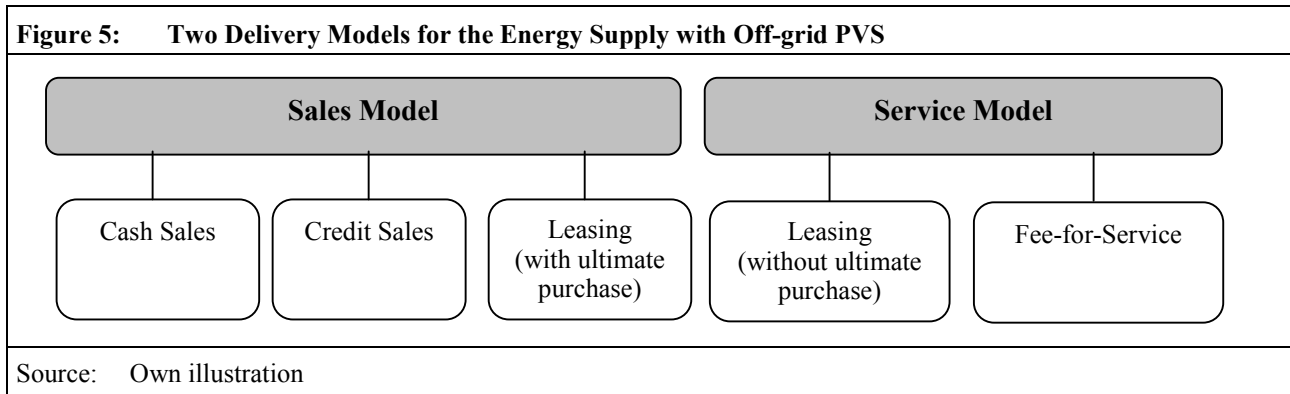 Figure 5: Two Delivery Models for the Energy Supply with Off-grid PVS
Sales Model
Service Model
Cash Sales
Credit Sales
Leasing
(with ultimate
purchase)
Leasing
(without ultimate
purchase)
Fee-for-Service
Source: Own illustration